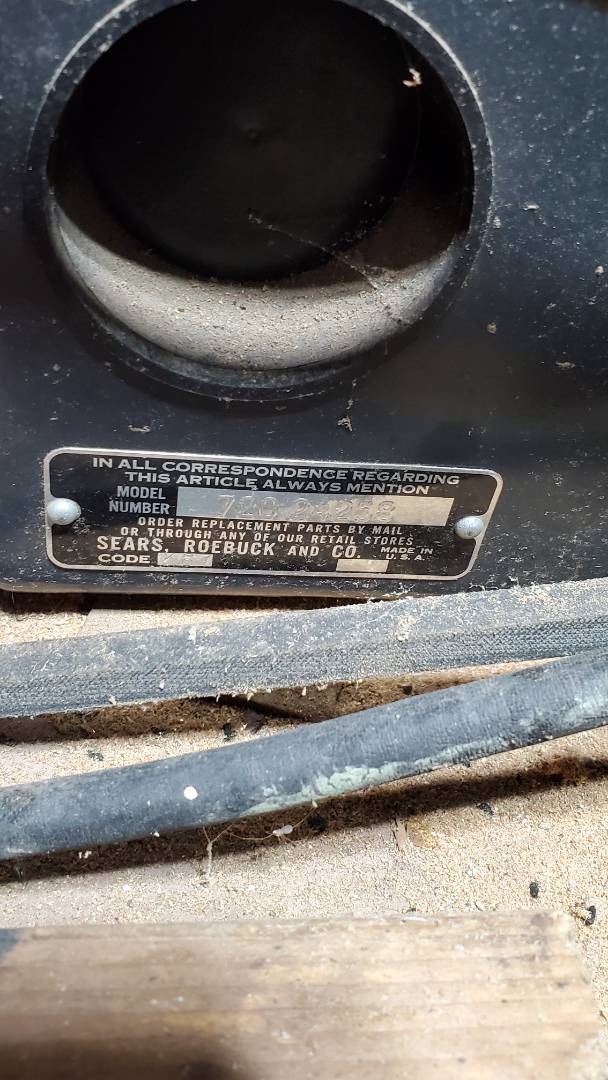 IN ALL CORRESPONDENCE REGARDING
THIS ARTICLE ALWAYS MENTION
MODEL
NUMBER
ORDER REPLACEMENT PARTS BY MAIL
OR THROUGH ANY OF OUR RETAIL STORES
SEARS, ROEBUCK AND CO. MADE IN
U. S. A.
CODE